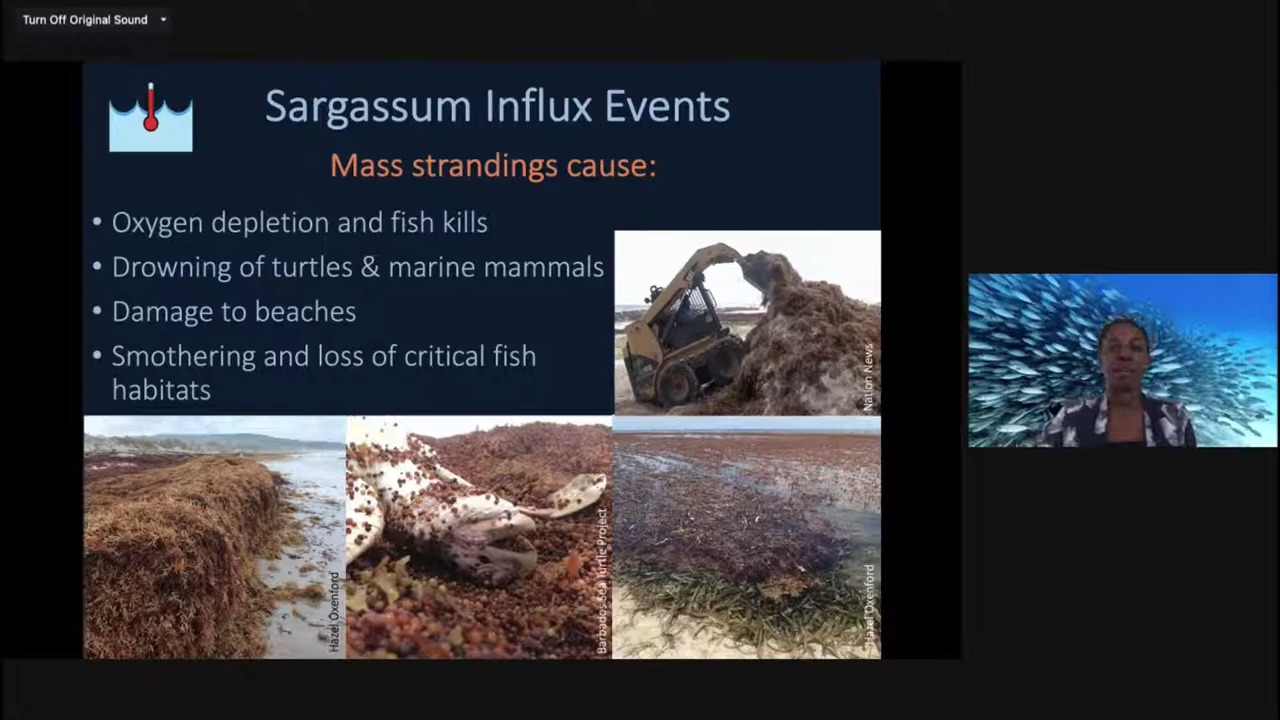 Turn Off Original Sound
Sargassum Influx Events
Mass strandings cause:
• Oxygen depletion and fish kills
• Drowning of turtles & marine mammals
• Damage to beaches
• Smothering and loss of critical fish
habitats
Nation News
Hazel Oxenford
Barbados Sea Turtle Project
Hazel Oxenford